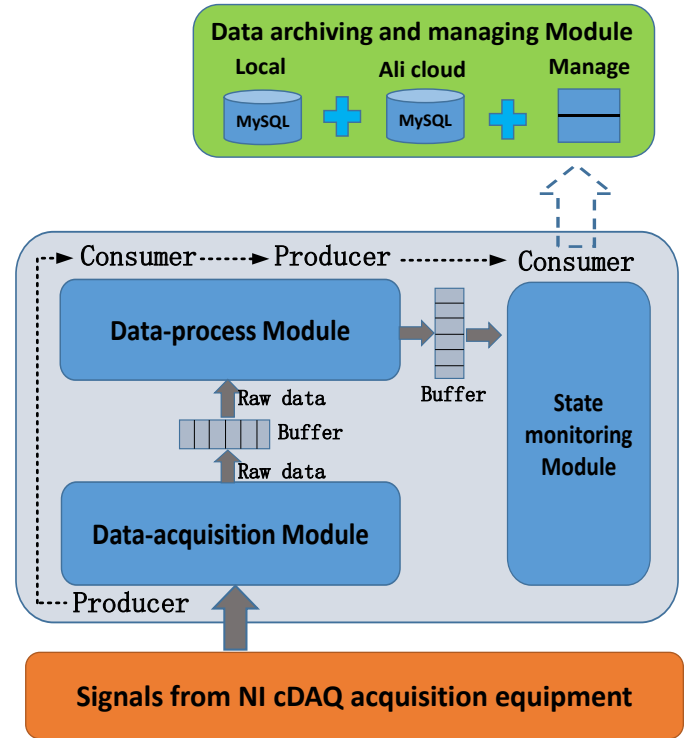 Data archiving and managing Module
Local Ali cloud Manage
MySQL MySQL
Consumer Producer Consumer
Data-process Module
Buffer
Raw data
Buffer
Raw data
State
monitoring
Module
Data-acquisition Module
Producer
Signals from NI cDAQ acquisition equipment